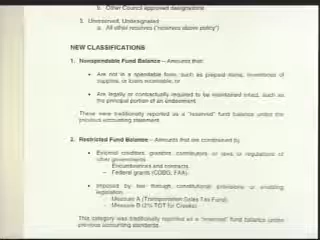 b. Other Council approved designations
3. Unreserved, Undesignated
a. All other reserves ("reserves above policy")
NEW CLASSIFICATIONS
1. Nonspendable Fund Balance – Amounts that:
• Are not in a spendable form, such as prepaid items, inventories of
supplies, or loans receivable, or
• Are legally or contractually required to be maintained intact, such as
the principal portion of an endowment
These were traditionally reported as a "reserved" fund balance under the
previous accounting statement.
2. Restricted Fund Balance – Amounts that are constrained by
• External creditors, grantors, contributors, or laws or regulations of
other governments
- Encumbrances and contracts
- Federal grants (CDBG, FAA)
• Imposed by law through constitutional provisions or enabling
legislation
- Measure A (Transportation Sales Tax Fund)
- Measure B (2% TOT for Creeks)
This category was traditionally reported as a "reserved" fund balance under
previous accounting standards.